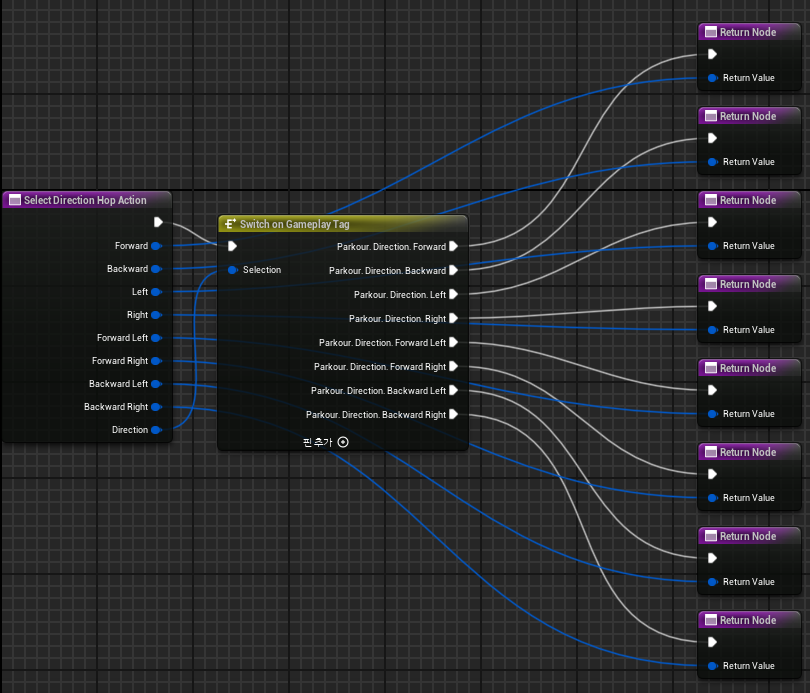 Select Direction Hop Action
Forward
Backward
Left
Right
Forward Left
Forward Right
Backward Left
Backward Right
Direction
Switch on Gameplay Tag
Selection
Parkour. Direction. Forward
Parkour. Direction. Backward
Parkour. Direction. Left
Parkour. Direction. Right
Parkour. Direction. Forward Left
Parkour. Direction. Forward Right
Parkour. Direction. Backward Left
Parkour. Direction. Backward Right
핀 추가
Return Node
Return Value
Return Node
Return Value
Return Node
Return Value
Return Node
Return Value
Return Node
Return Value
Return Node
Return Value
Return Node
Return Value
Return Node
Return Value